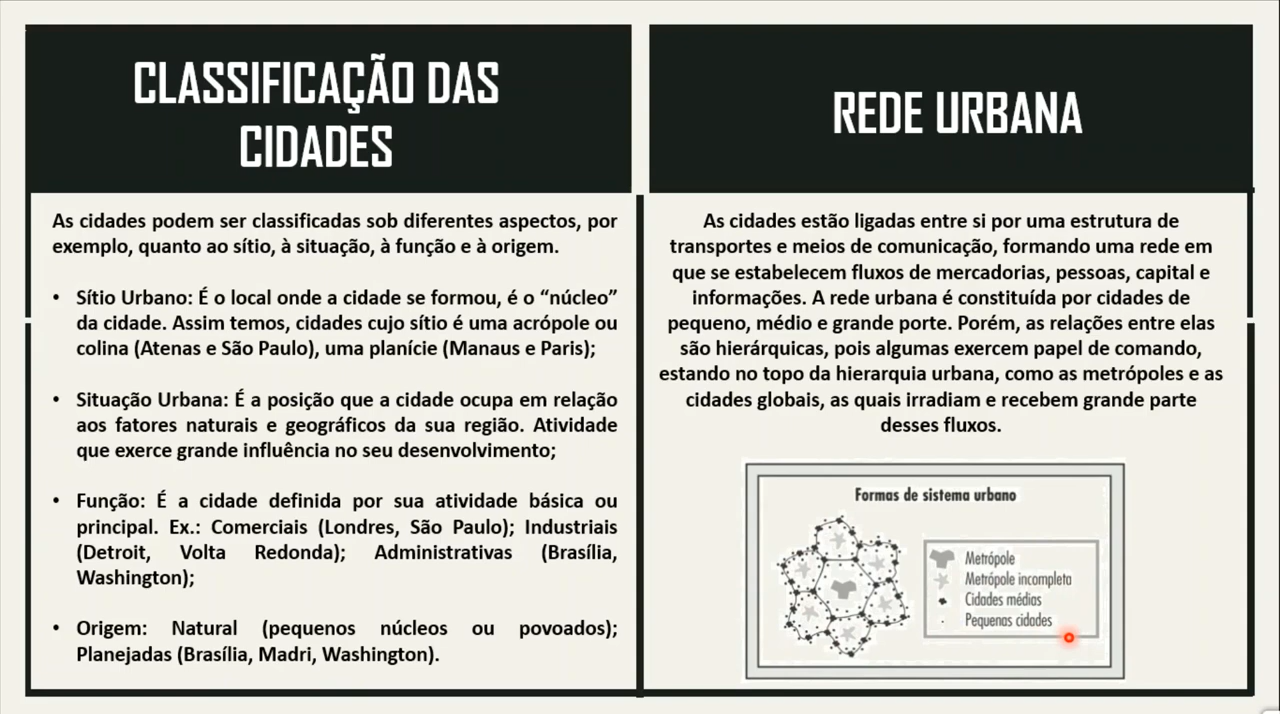 CLASSIFICAÇÃO DAS
CIDADES
As cidades podem ser classificadas sob diferentes aspectos, por
exemplo, quanto ao sítio, à situação, à função e à origem.
• Sítio Urbano: É o local onde a cidade se formou, é o “núcleo”
da cidade. Assim temos, cidades cujo sítio é uma acrópole ou
colina (Atenas e São Paulo), uma planície (Manaus e Paris);
• Situação Urbana: É a posição que a cidade ocupa em relação
aos fatores naturais e geográficos da sua região. Atividade
que exerce grande influência no seu desenvolvimento;
• Função: É a cidade definida por sua atividade básica ou
principal. Ex.: Comerciais (Londres, São Paulo); Industriais
(Detroit, Volta Redonda); Administrativas (Brasília,
Washington);
• Origem: Natural (pequenos núcleos ou povoados);
Planejadas (Brasília, Madri, Washington).
REDE URBANA
As cidades estão ligadas entre si por uma estrutura de
transportes e meios de comunicação, formando uma rede em
que se estabelecem fluxos de mercadorias, pessoas, capital e
informações. A rede urbana é constituída por cidades de
pequeno, médio e grande porte. Porém, as relações entre elas
são hierárquicas, pois algumas exercem papel de comando,
estando no topo da hierarquia urbana, como as metrópoles e as
cidades globais, as quais irradiam e recebem grande parte
desses fluxos.
Formas de sistema urbano
Metrópole
Metrópole incompleta
Cidades médias
Pequenas cidades